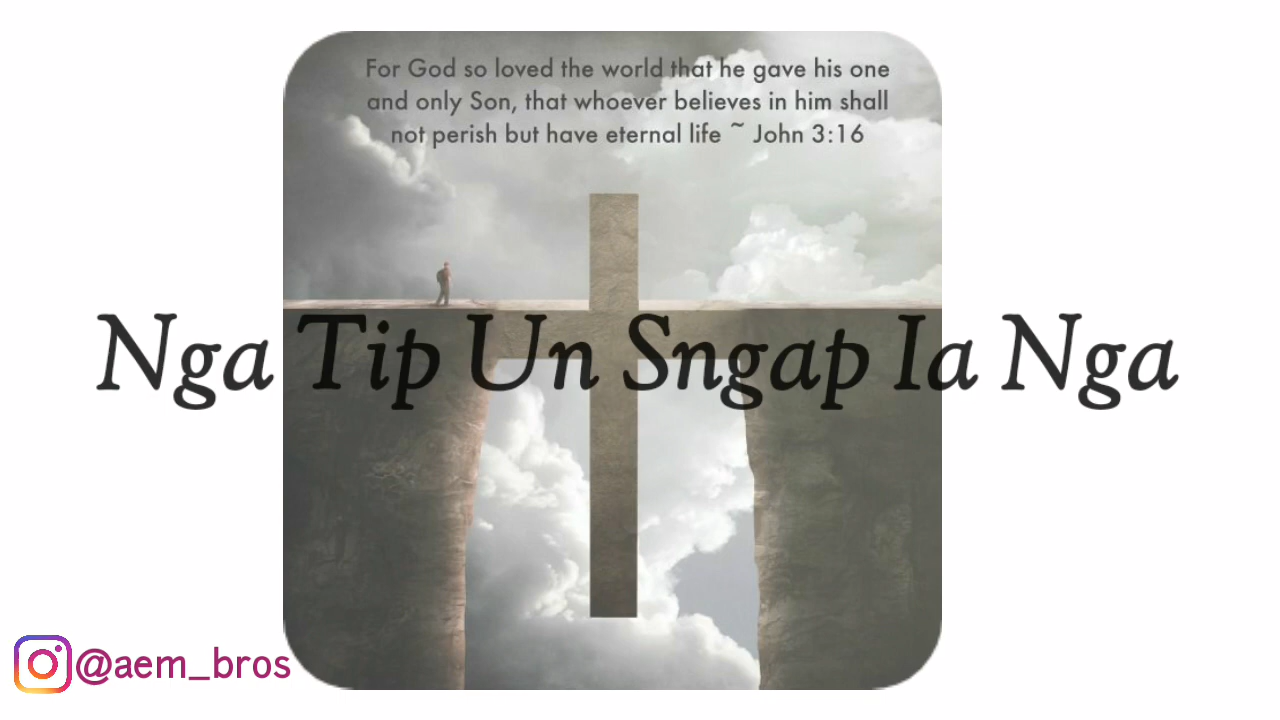 For God so loved the world that he gave his one
and only Son, that whoever believes in him shall
not perish but have eternal life ~ John 3:16
Nga Tip Un Sngap Ia Nga
@aem_bros